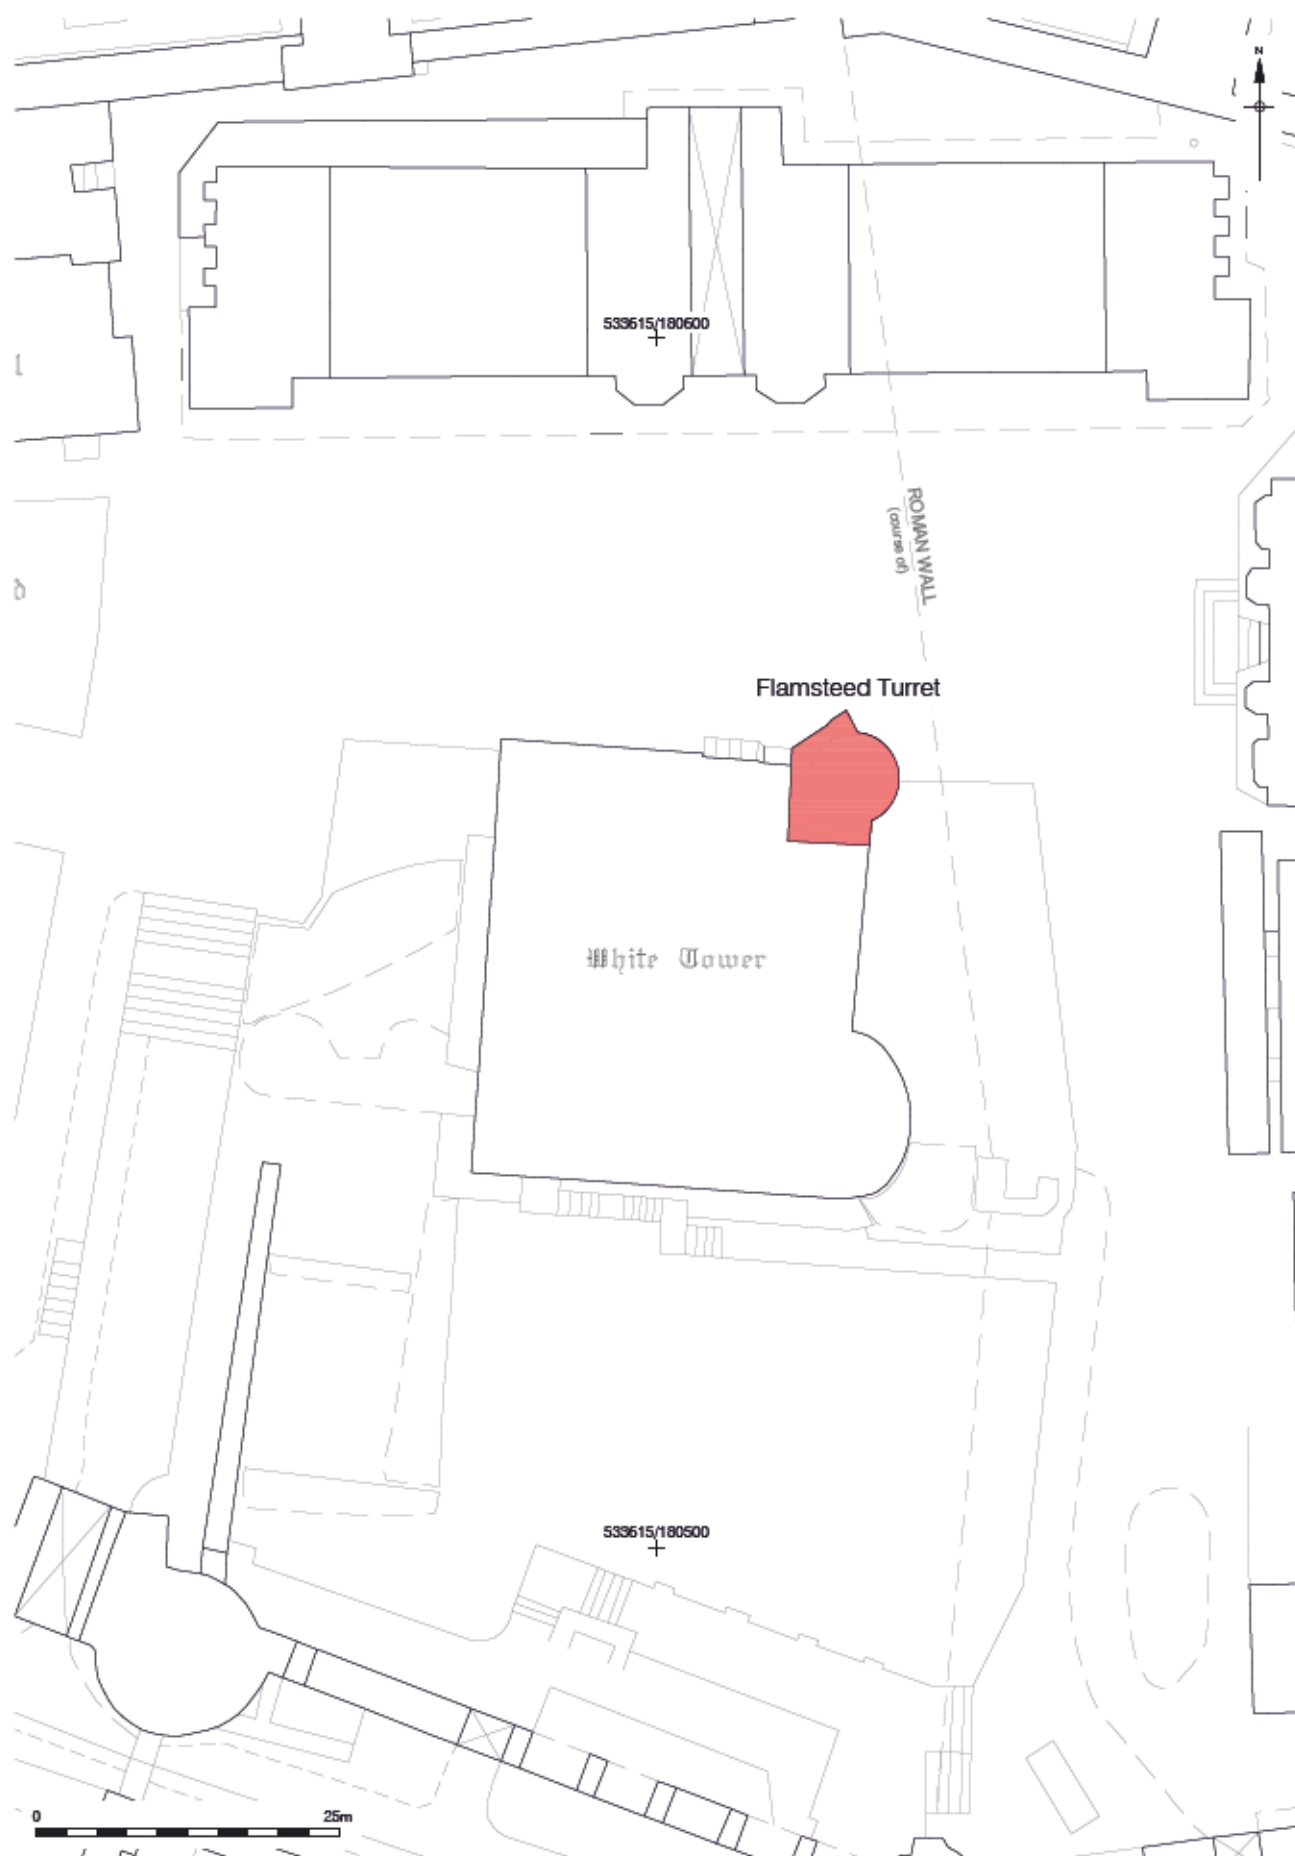 N
533615/180600
ROMAN WALL
(course of)
Flamsteed Turret
White Tower
533615/180500
0 25m